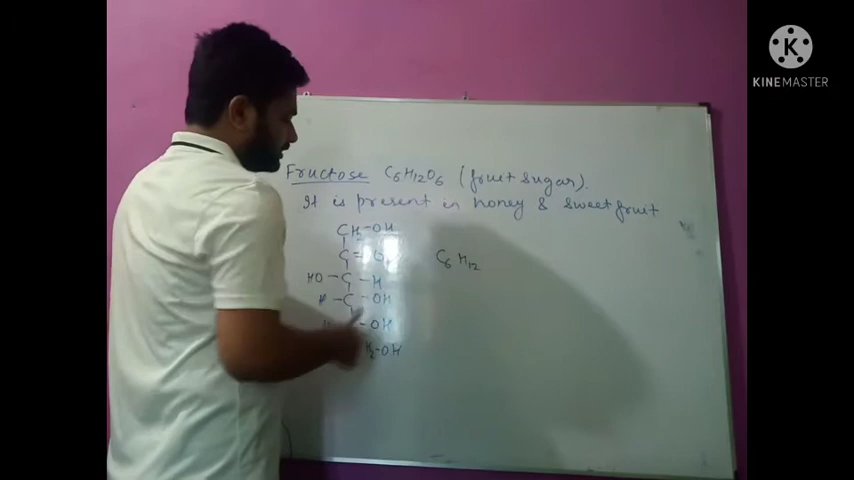 Fructose C6H12O6 (fruit sugar).
It is present in honey & sweet fruit
CH2-OH
C=O
C6H12
HO-C-H
H-C-OH
-OH
H2-OH
K
KINEMASTER